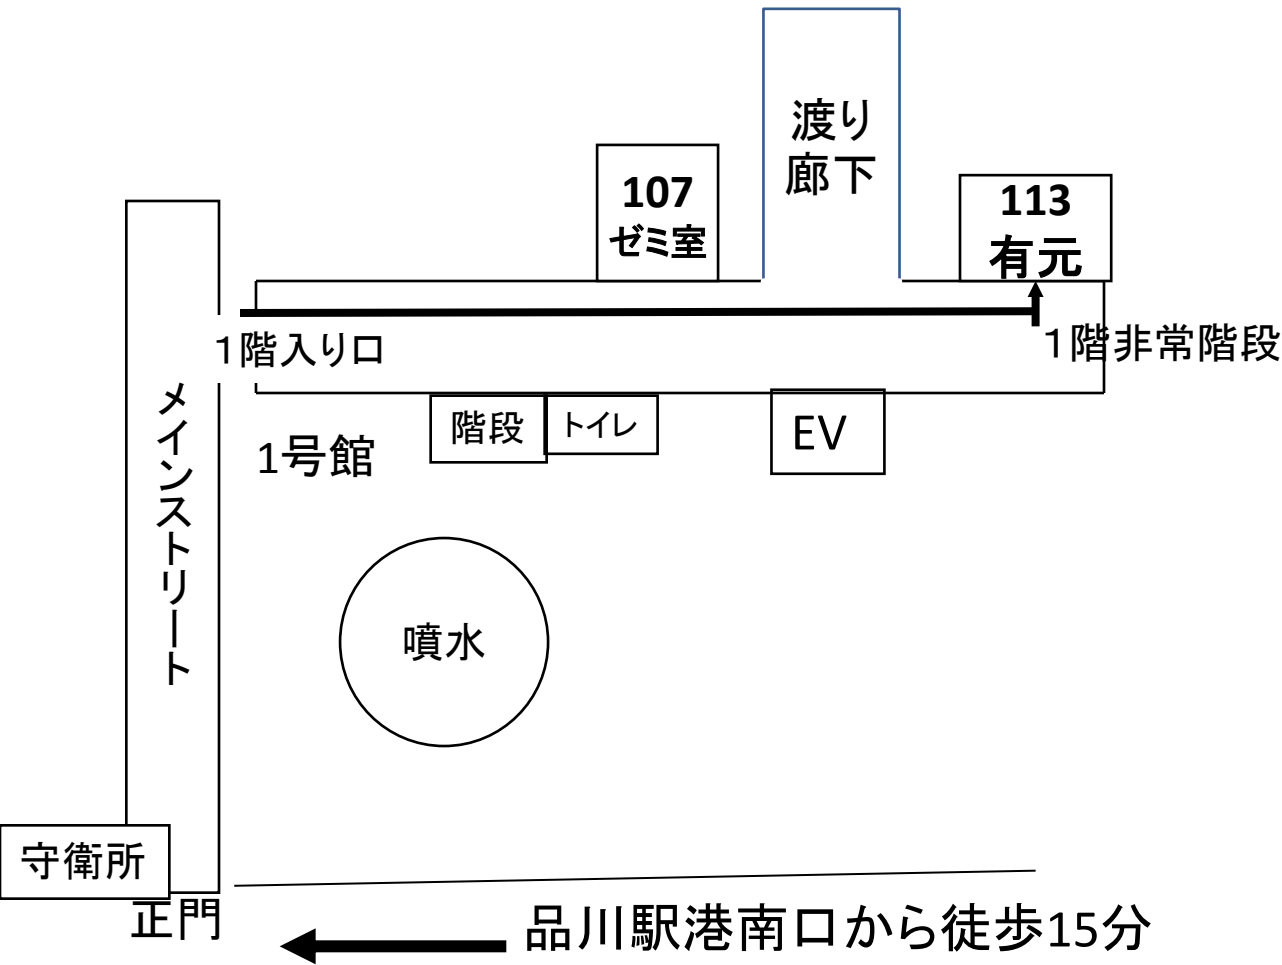 渡り
廊下
107
ゼミ室
113
有元
1階入り口
1階非常階段
メインストリート
階段
トイレ
EV
1号館
噴水
守衛所
正門
品川駅港南口から徒歩15分